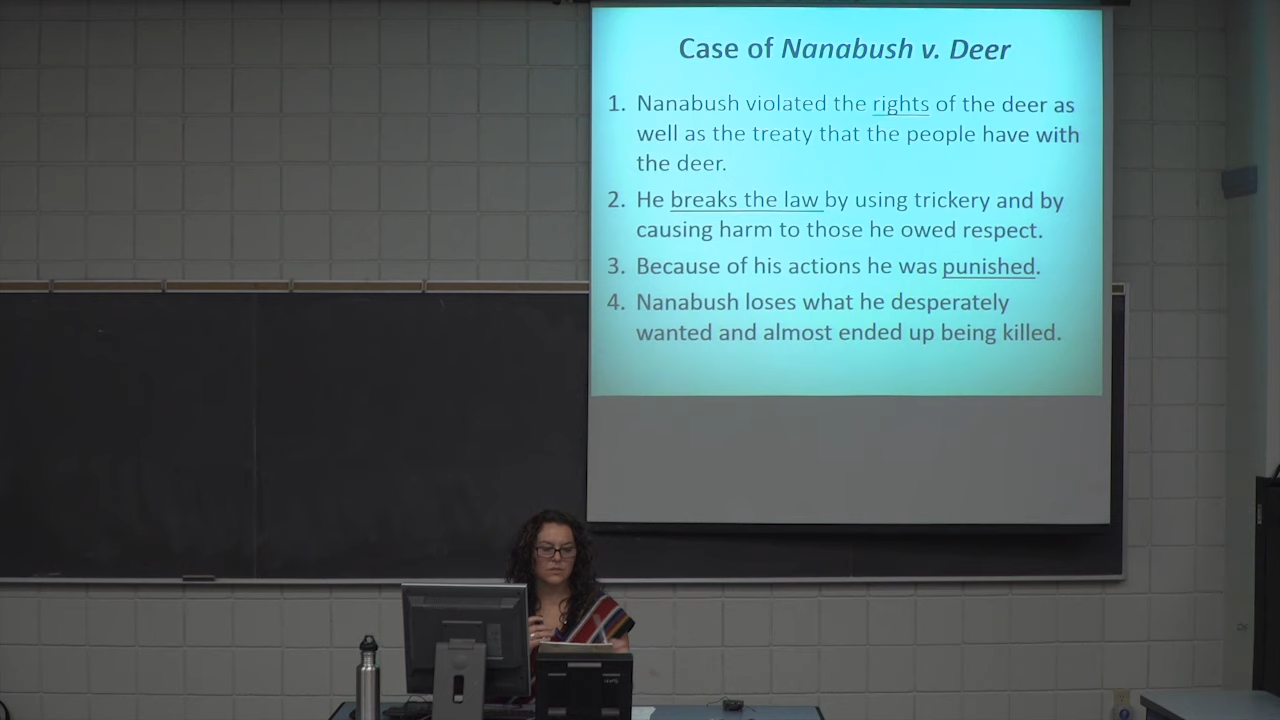 Case of Nanabush v. Deer
1. Nanabush violated the rights of the deer as
well as the treaty that the people have with
the deer.
2. He breaks the law by using trickery and by
causing harm to those he owed respect.
3. Because of his actions he was punished.
4. Nanabush loses what he desperately
wanted and almost ended up being killed.